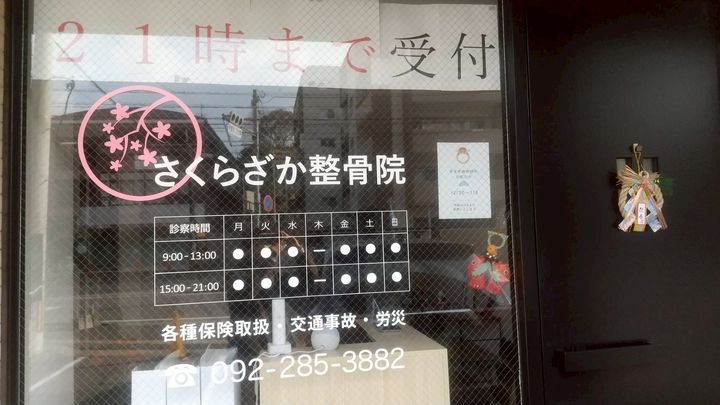 21時まで受付
さくらざか整骨院
診察時間 月 火 水 木 金 土 日
9:00-13:00 ● ● ● ー ● ● ●
15:00-21:00 ● ● ● ー ● ● ●
各種保険取扱・交通事故・労災
☎ 092-285-3882